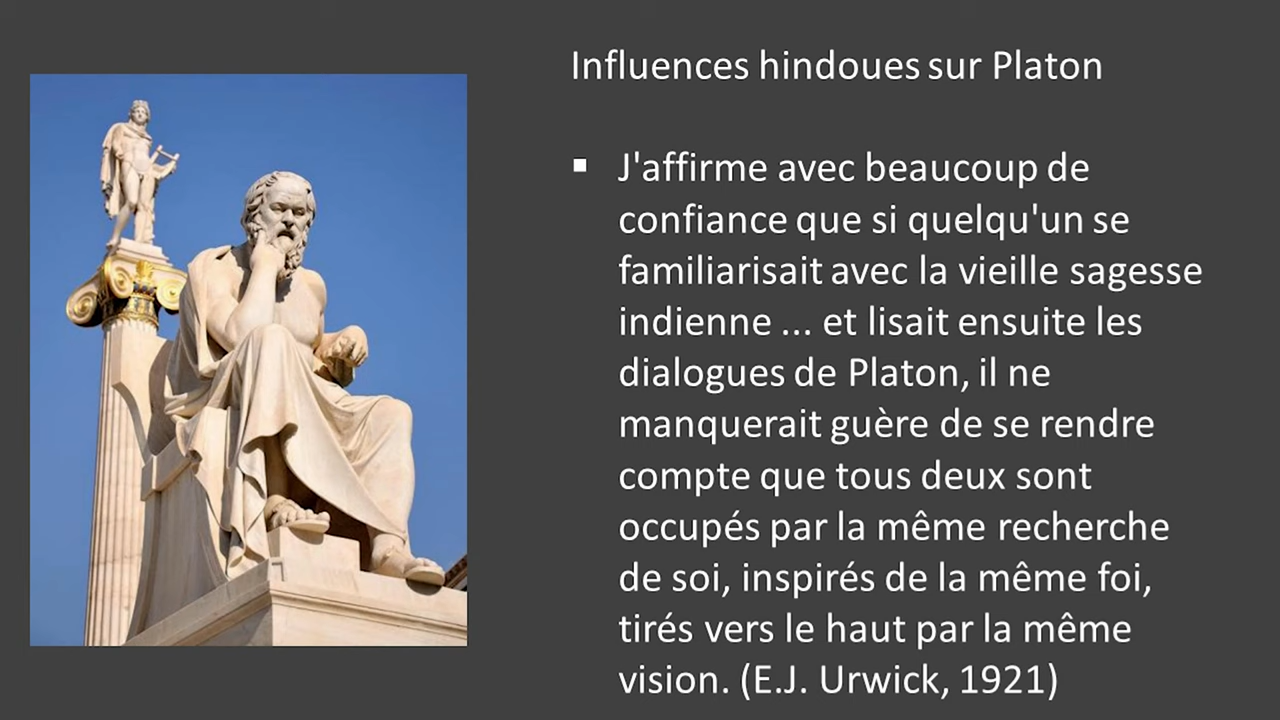 Influences hindoues sur Platon
▪ J'affirme avec beaucoup de
confiance que si quelqu'un se
familiarisait avec la vieille sagesse
indienne ... et lisait ensuite les
dialogues de Platon, il ne
manquerait guère de se rendre
compte que tous deux sont
occupés par la même recherche
de soi, inspirés de la même foi,
tirés vers le haut par la même
vision. (E.J. Urwick, 1921)